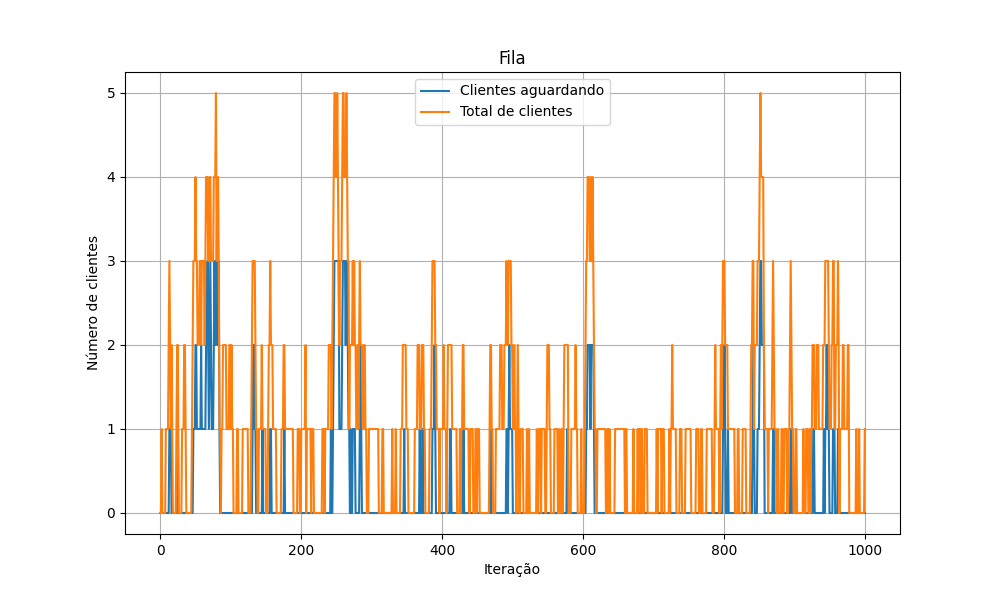 Fila
Clientes aguardando
Total de clientes
Número de clientes
5
4
3
2
1
0
0 200 400 600 800 1000
Iteração